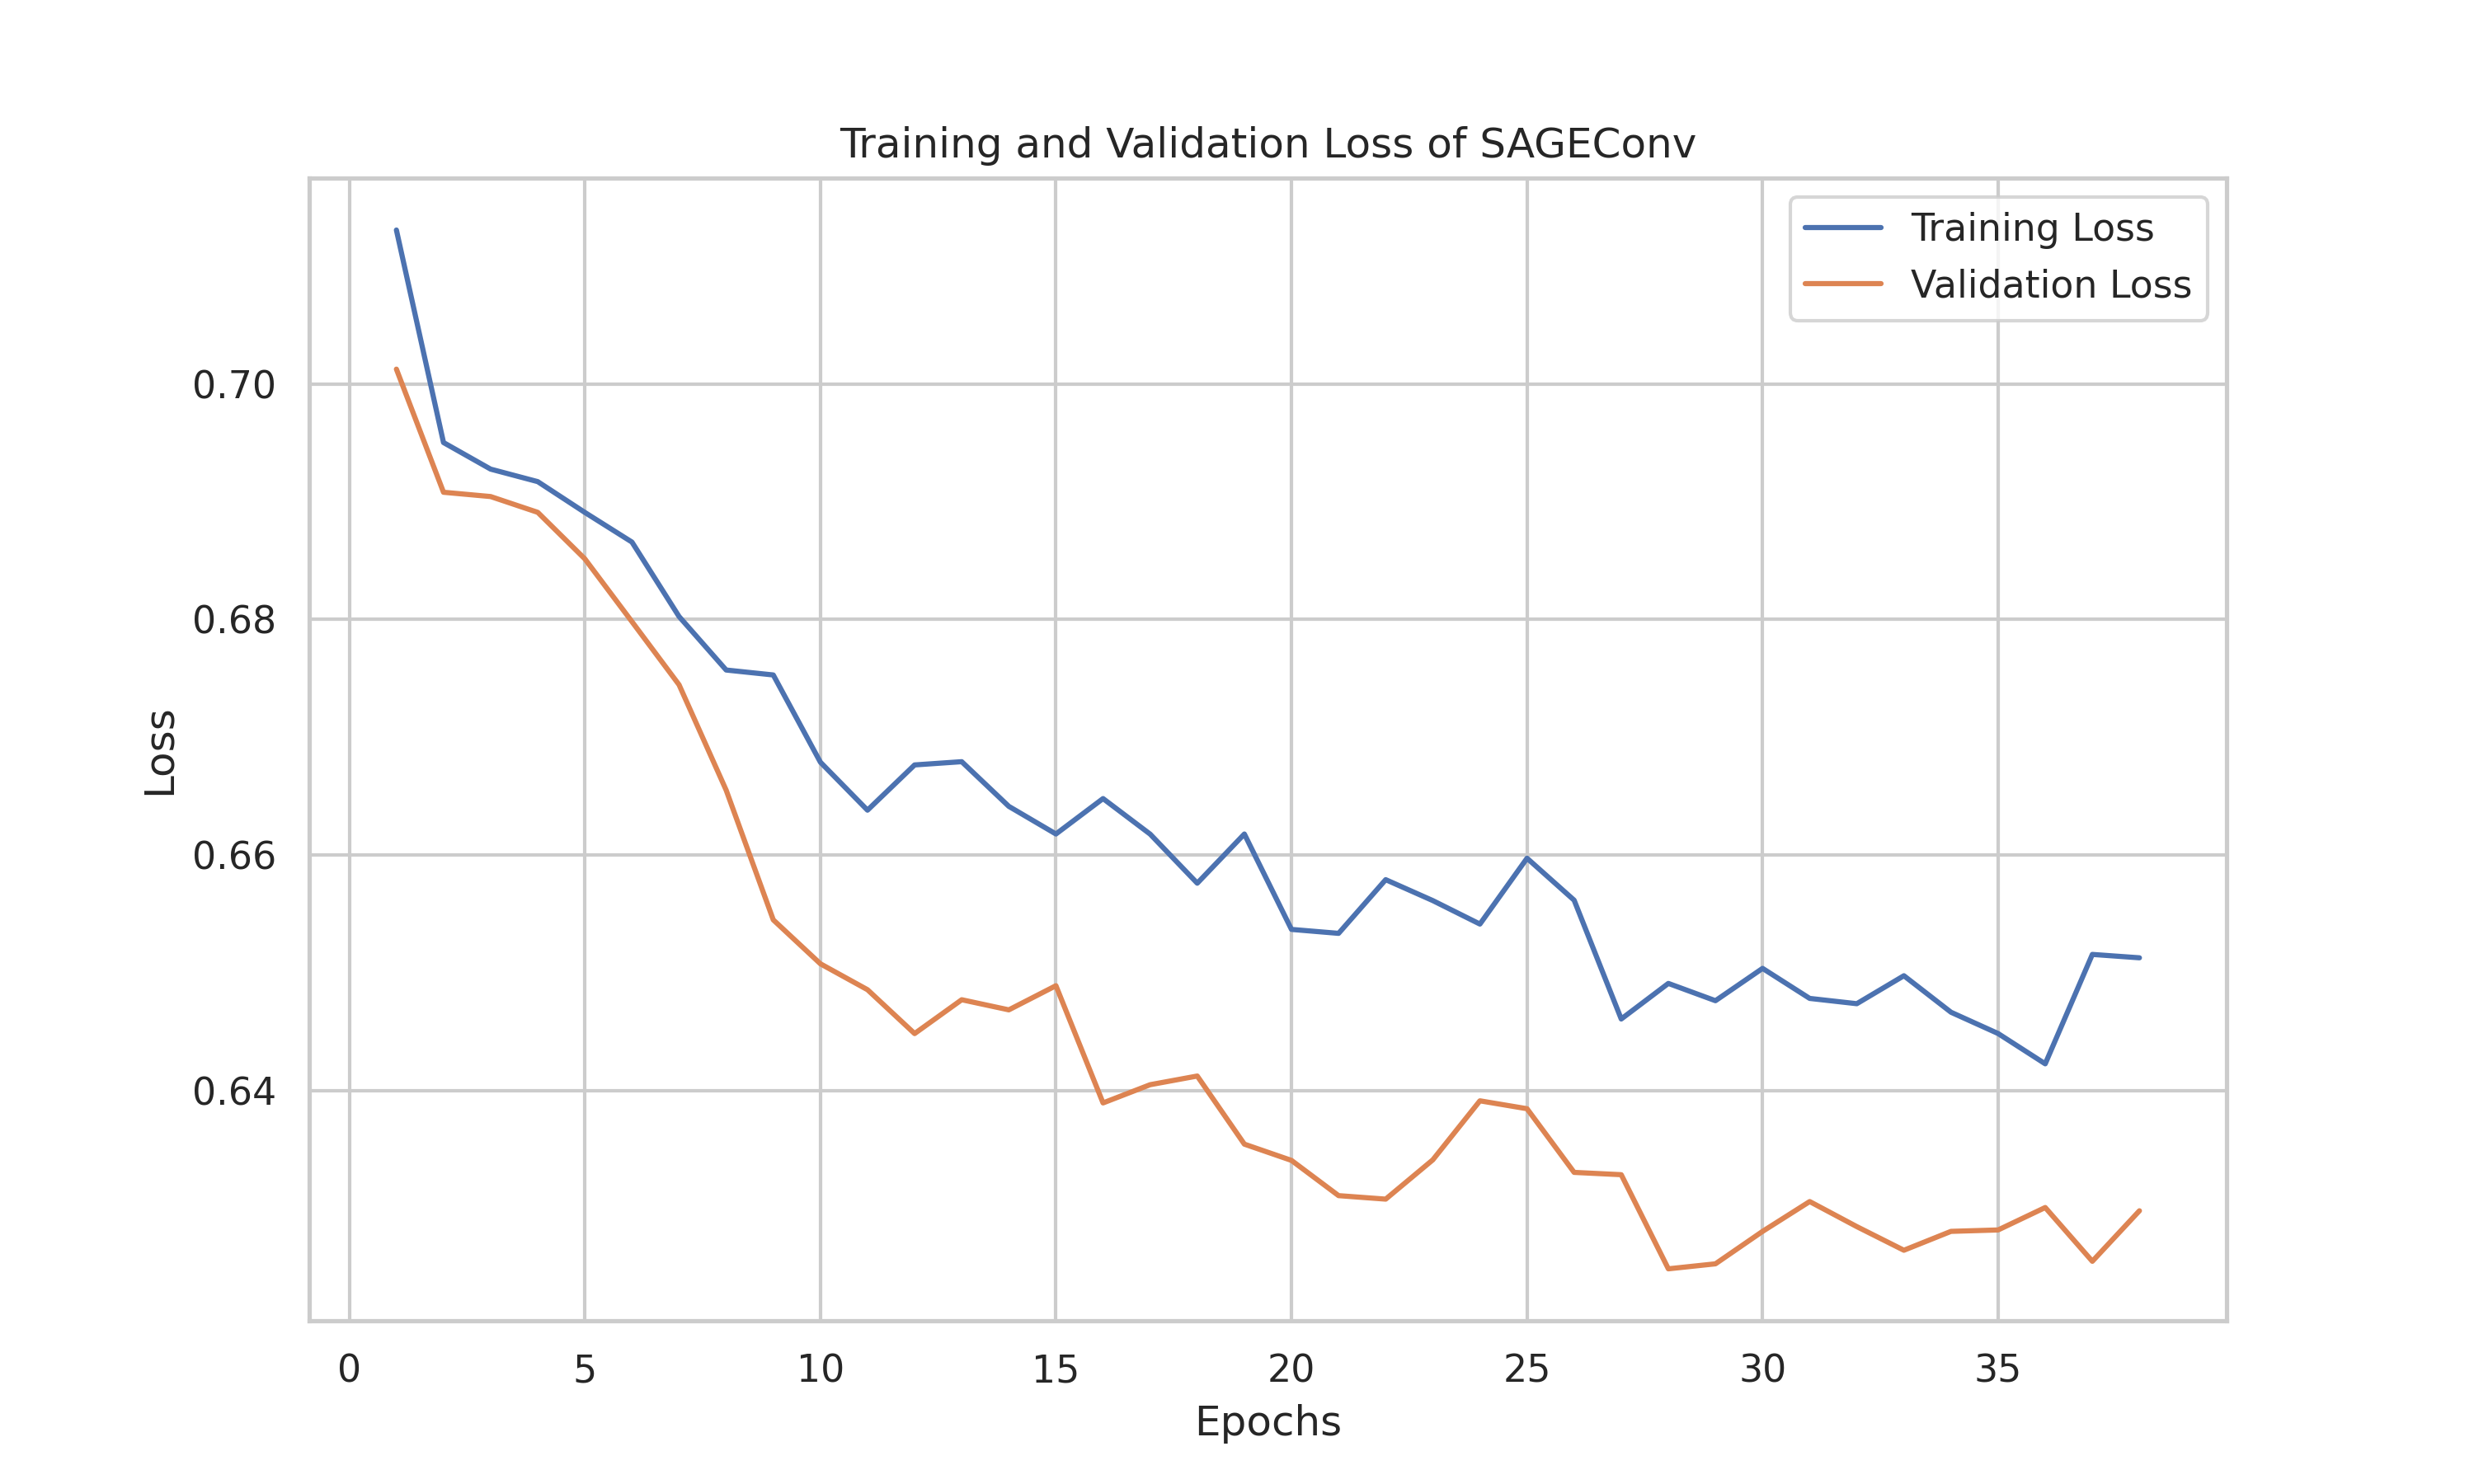 Training and Validation Loss of SAGEConv
Training Loss
Validation Loss
Loss
0.70
0.68
0.66
0.64
0 5 10 15 20 25 30 35
Epochs